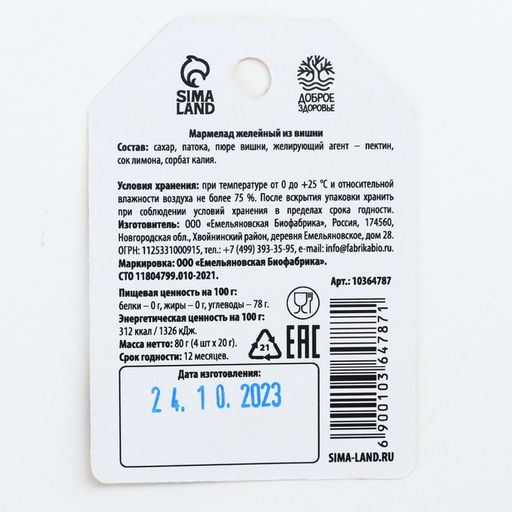 SIMA
LAND
ДОБРОЕ
ЗДОРОВЬЕ
Мармелад желейный из вишни
Состав: сахар, патока, пюре вишни, желирующий агент – пектин,
сок лимона, сорбат калия.
Условия хранения: при температуре от 0 до +25 °С и относительной
влажности воздуха не более 75 %. После вскрытия упаковки хранить
при соблюдении условий хранения в пределах срока годности.
Изготовитель: ООО «Емельяновская Биофабрика», Россия, 174560,
Новгородская обл., Хвойнинский район, деревня Емельяновское, дом 28.
ОГРН: 1125331000915, тел.: +7 (499) 393-35-95, e-mail: info@fabrikabio.ru
Маркировка: ООО «Емельяновская Биофабрика».
СТО 11804799.010-2021.
Арт.: 10364787
Пищевая ценность на 100 г:
белки – 0 г, жиры – 0 г, углеводы – 78 г.
Энергетическая ценность на 100 г:
312 ккал / 1326 кДж.
Масса нетто: 80 г (4 шт х 20 г).
Срок годности: 12 месяцев.
21
EAC
Дата изготовления:
24.10.2023
6900103647871
SIMA-LAND.RU